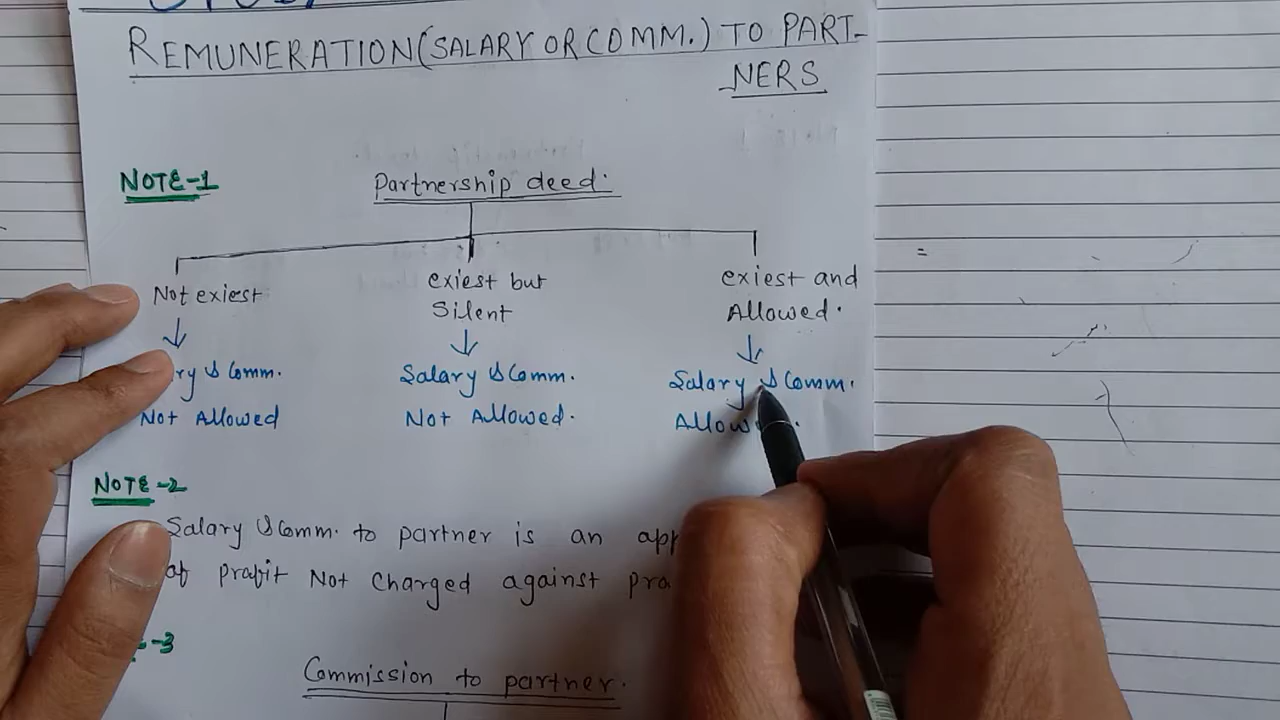 REMUNERATION(SALARY OR COMM.) TO PART-
-NERS
NOTE-1
Partnership deed.
Not exiest
exiest but
Silent
exiest and
Allowed.
Comm.
Not Allowed
Salary & Comm.
Not Allowed.
Salary & Comm.
NOTE-2
Salary & Comm. to partner is an
of profit Not Charged against
-3
Commission to partner.